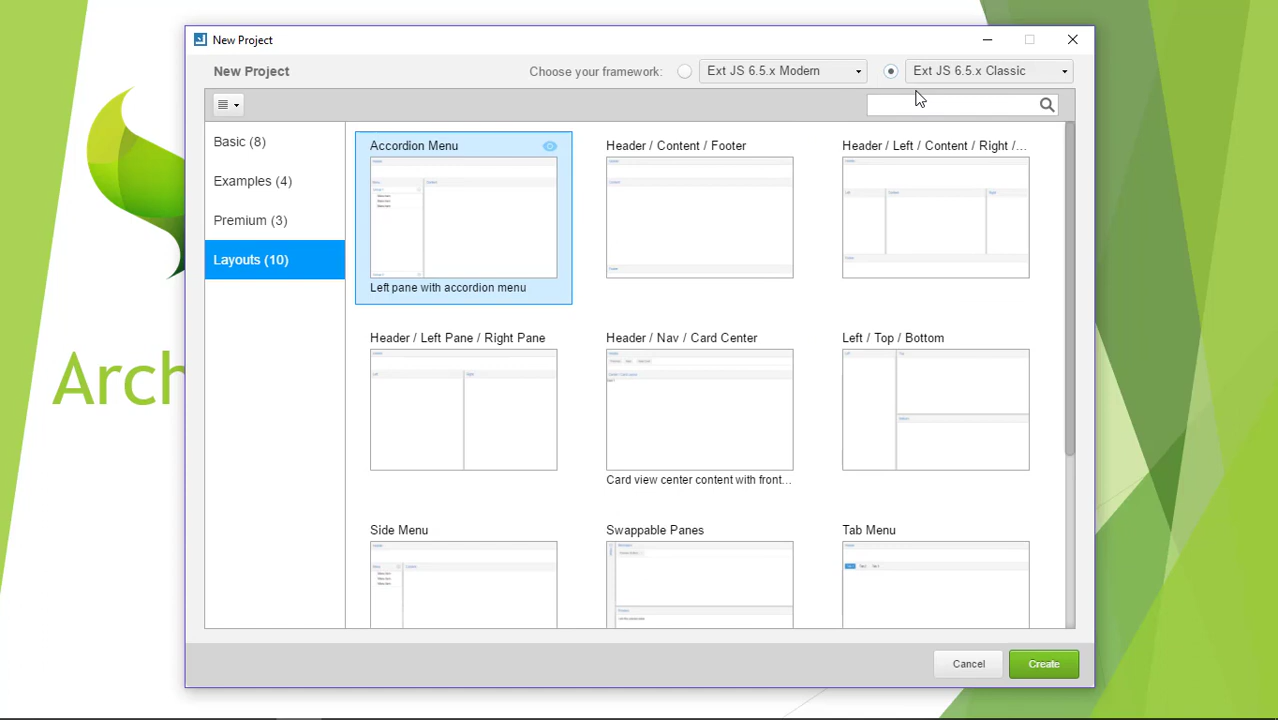 New Project
New Project
Choose your framework:
Ext JS 6.5.x Modern
Ext JS 6.5.x Classic
Basic (8)
Examples (4)
Premium (3)
Layouts (10)
Accordion Menu
Left pane with accordion menu
Header / Content / Footer
Header / Left / Content / Right /...
Header / Left Pane / Right Pane
Header / Nav / Card Center
Card view center content with front...
Left / Top / Bottom
Side Menu
Swappable Panes
Tab Menu
Arch
Cancel
Create